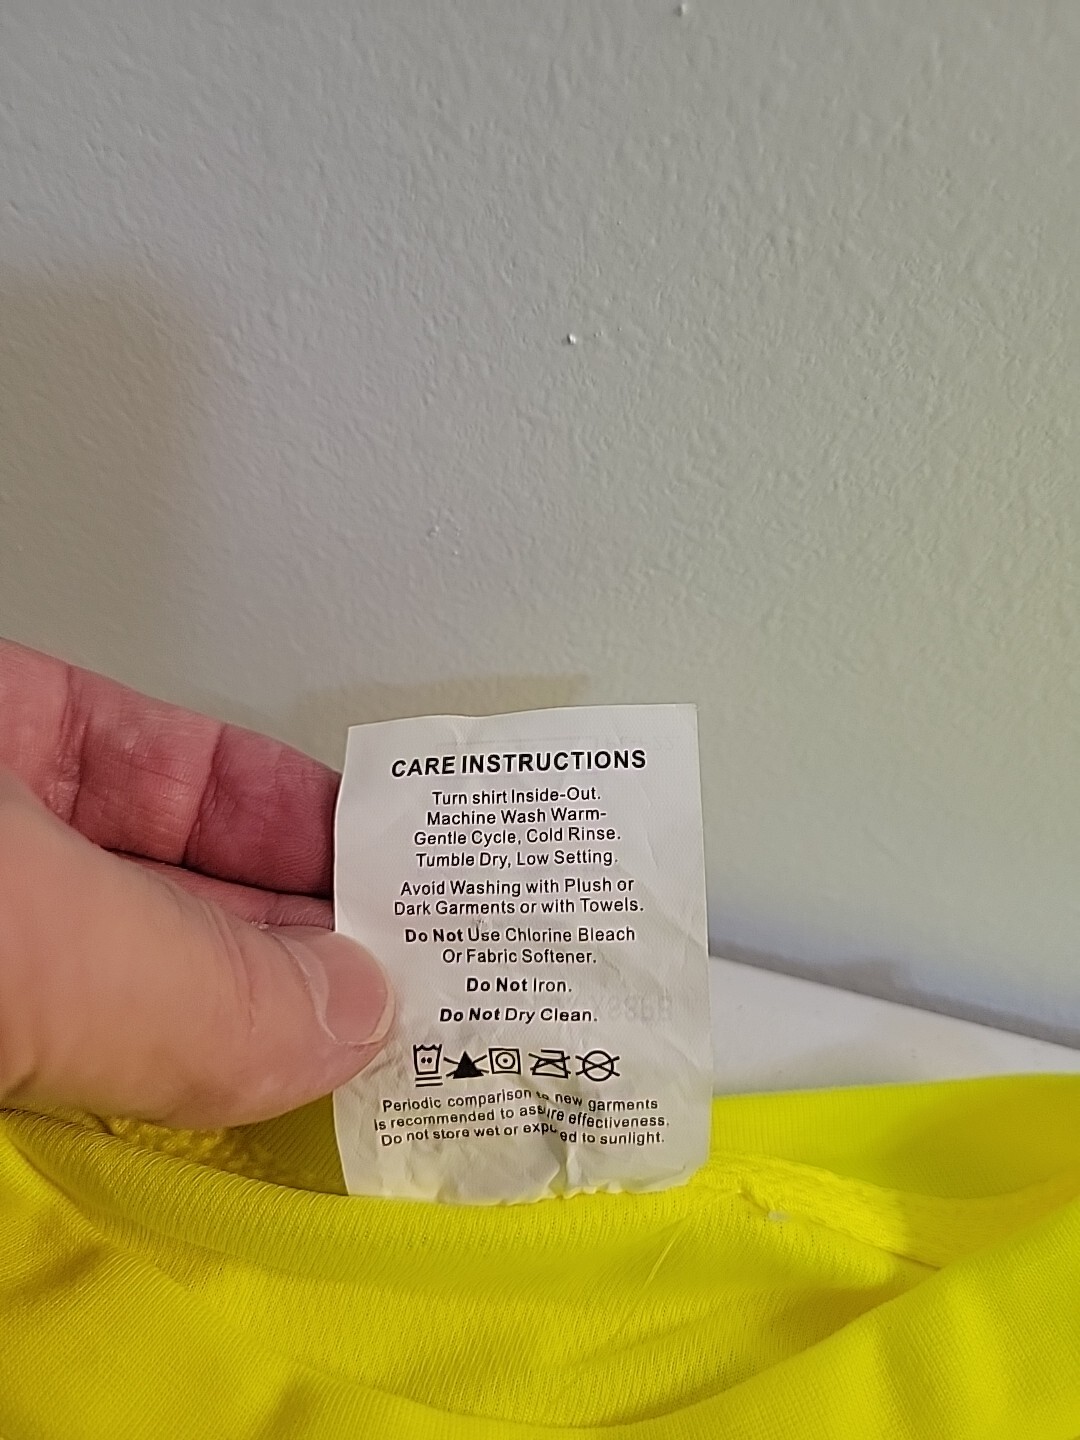 CARE INSTRUCTIONS
Turn shirt Inside-Out.
Machine Wash Warm-
Gentle Cycle, Cold Rinse.
Tumble Dry, Low Setting.
Avoid Washing with Plush or
Dark Garments or with Towels.
Do Not Use Chlorine Bleach
Or Fabric Softener.
Do Not Iron.
Do Not Dry Clean.
Periodic comparison to new garments
is recommended to assure effectiveness.
Do not store wet or exposed to sunlight.